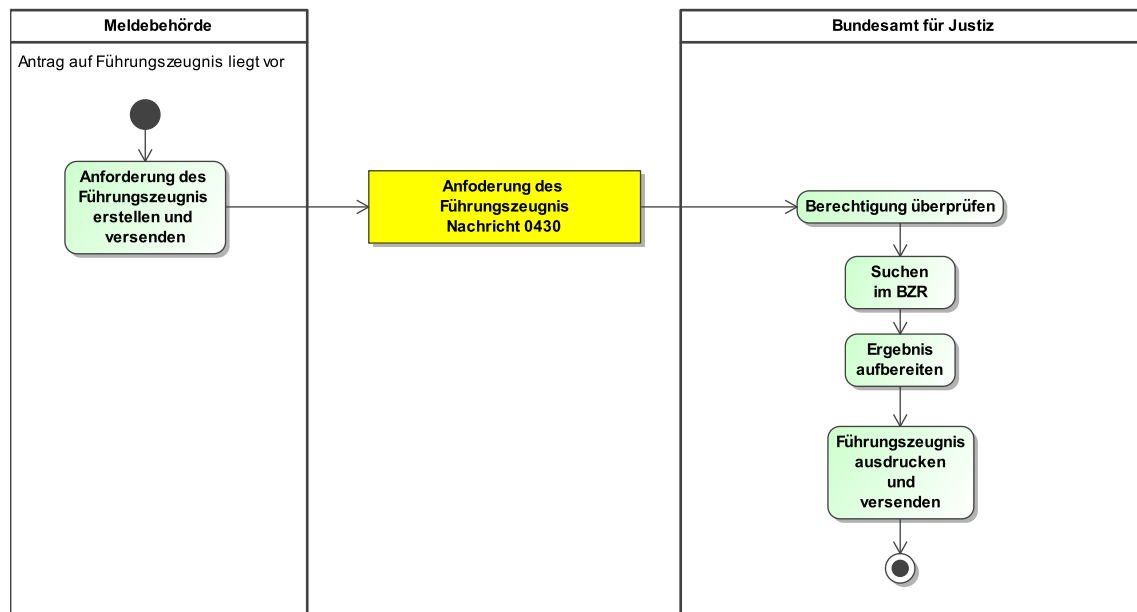 Meldebehörde
Bundesamt für Justiz
Antrag auf Führungszeugnis liegt vor
Anforderung des
Führungszeugnis
erstellen und
versenden
Anfoderung des
Führungszeugnis
Nachricht 0430
Berechtigung überprüfen
Suchen
im BZR
Ergebnis
aufbereiten
Führungszeugnis
ausdrucken
und
versenden